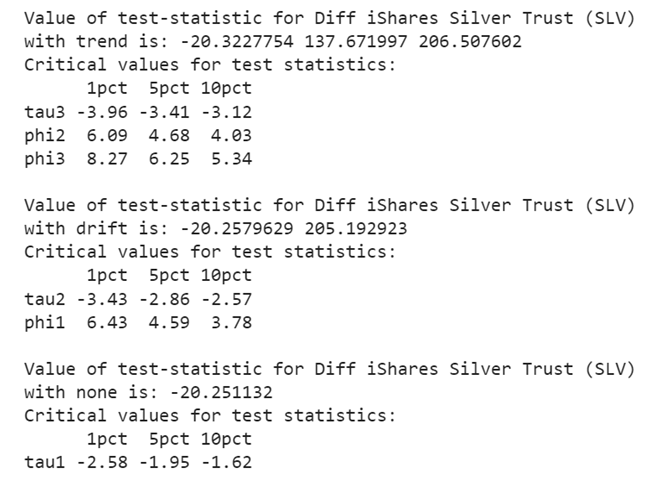 Value of test-statistic for Diff iShares Silver Trust (SLV)
with trend is: -20.3227754 137.671997 206.507602
Critical values for test statistics:
1pct 5pct 10pct
tau3 -3.96 -3.41 -3.12
phi2 6.09 4.68 4.03
phi3 8.27 6.25 5.34
Value of test-statistic for Diff iShares Silver Trust (SLV)
with drift is: -20.2579629 205.192923
Critical values for test statistics:
1pct 5pct 10pct
tau2 -3.43 -2.86 -2.57
phi1 6.43 4.59 3.78
Value of test-statistic for Diff iShares Silver Trust (SLV)
with none is: -20.251132
Critical values for test statistics:
1pct 5pct 10pct
tau1 -2.58 -1.95 -1.62